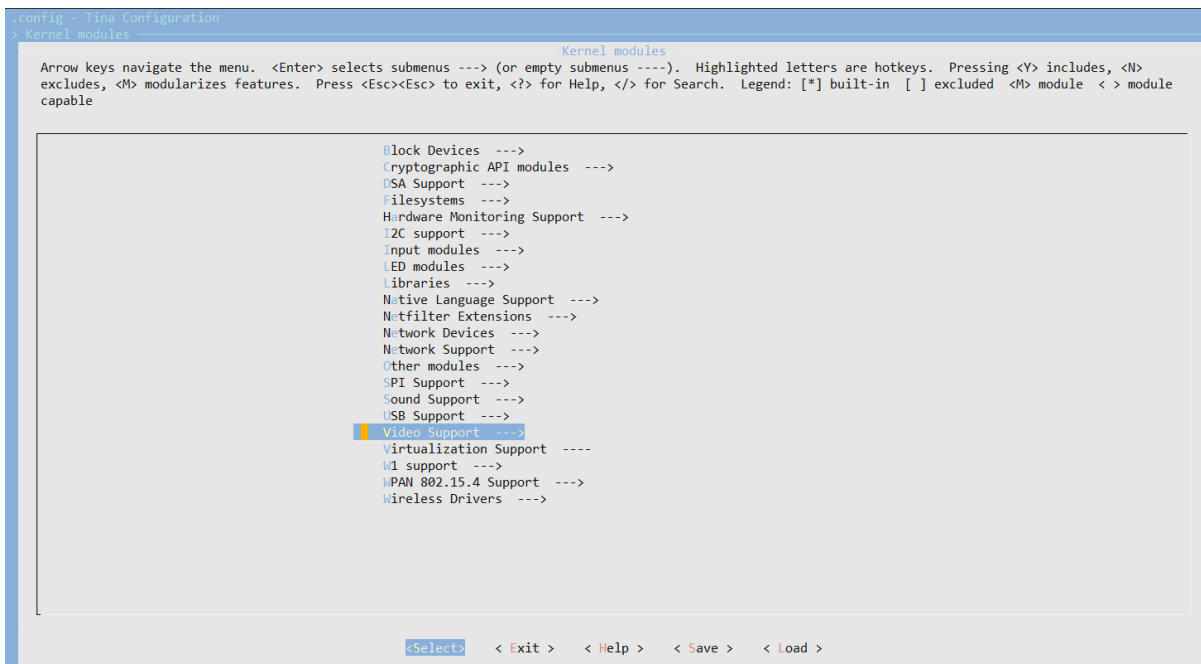 .config - Tina Configuration
> Kernel modules
Kernel modules
Arrow keys navigate the menu.  <Enter> selects submenus ---> (or empty submenus ----).  Highlighted letters are hotkeys.  Pressing <Y> includes, <N>
excludes, <M> modularizes features.  Press <Esc><Esc> to exit, <?> for Help, </> for Search.  Legend: [*] built-in  [ ] excluded  <M> module  < > module
capable
Block Devices  --->
Cryptographic API modules  --->
DSA Support  --->
Filesystems  --->
Hardware Monitoring Support  --->
I2C support  --->
Input modules  --->
LED modules  --->
Libraries  --->
Native Language Support  --->
Netfilter Extensions  --->
Network Devices  --->
Network Support  --->
Other modules  --->
SPI Support  --->
Sound Support  --->
USB Support  --->
Video Support  --->
Virtualization Support  ----
W1 support  --->
WPAN 802.15.4 Support  --->
Wireless Drivers  --->
<Select>    < Exit >    < Help >    < Save >    < Load >